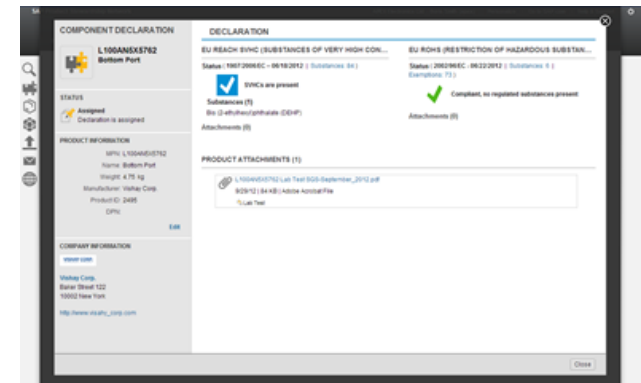 COMPONENT DECLARATION
L100AN5X5762
Bottom Port
STATUS
Assigned
Declaration is assigned
PRODUCT INFORMATION
MPN: L100AN5X5762
Name: Bottom Port
Weight: 4.75 kg
Manufacturer: Vishay Corp.
Product ID: 2495
DPN:
Edit
COMPANY INFORMATION
Vishay Corp.
Street 122
10002 New York
DECLARATION
EU REACH SVHC (SUBSTANCES OF VERY HIGH CON...
Status | 1907/2006/EC - 06/18/2012 | Substances: 84 |
SVHCs are present
Substances (1)
Bis (2-ethylhexyl)phthalate (DEHP)
Attachments (0)
EU ROHS (RESTRICTION OF HAZARDOUS SUBSTAN...
Status | 2002/95/EC - 06/22/2012 | Substances: 6 |
Exemptions: 73 |
Compliant, no regulated substances present
Attachments (0)
PRODUCT ATTACHMENTS (1)
L100AN5X5762 Lab Test SGS-September_2012.pdf
9/29/12 | 84 KB | Adobe Acrobat File
Lab Test
Close